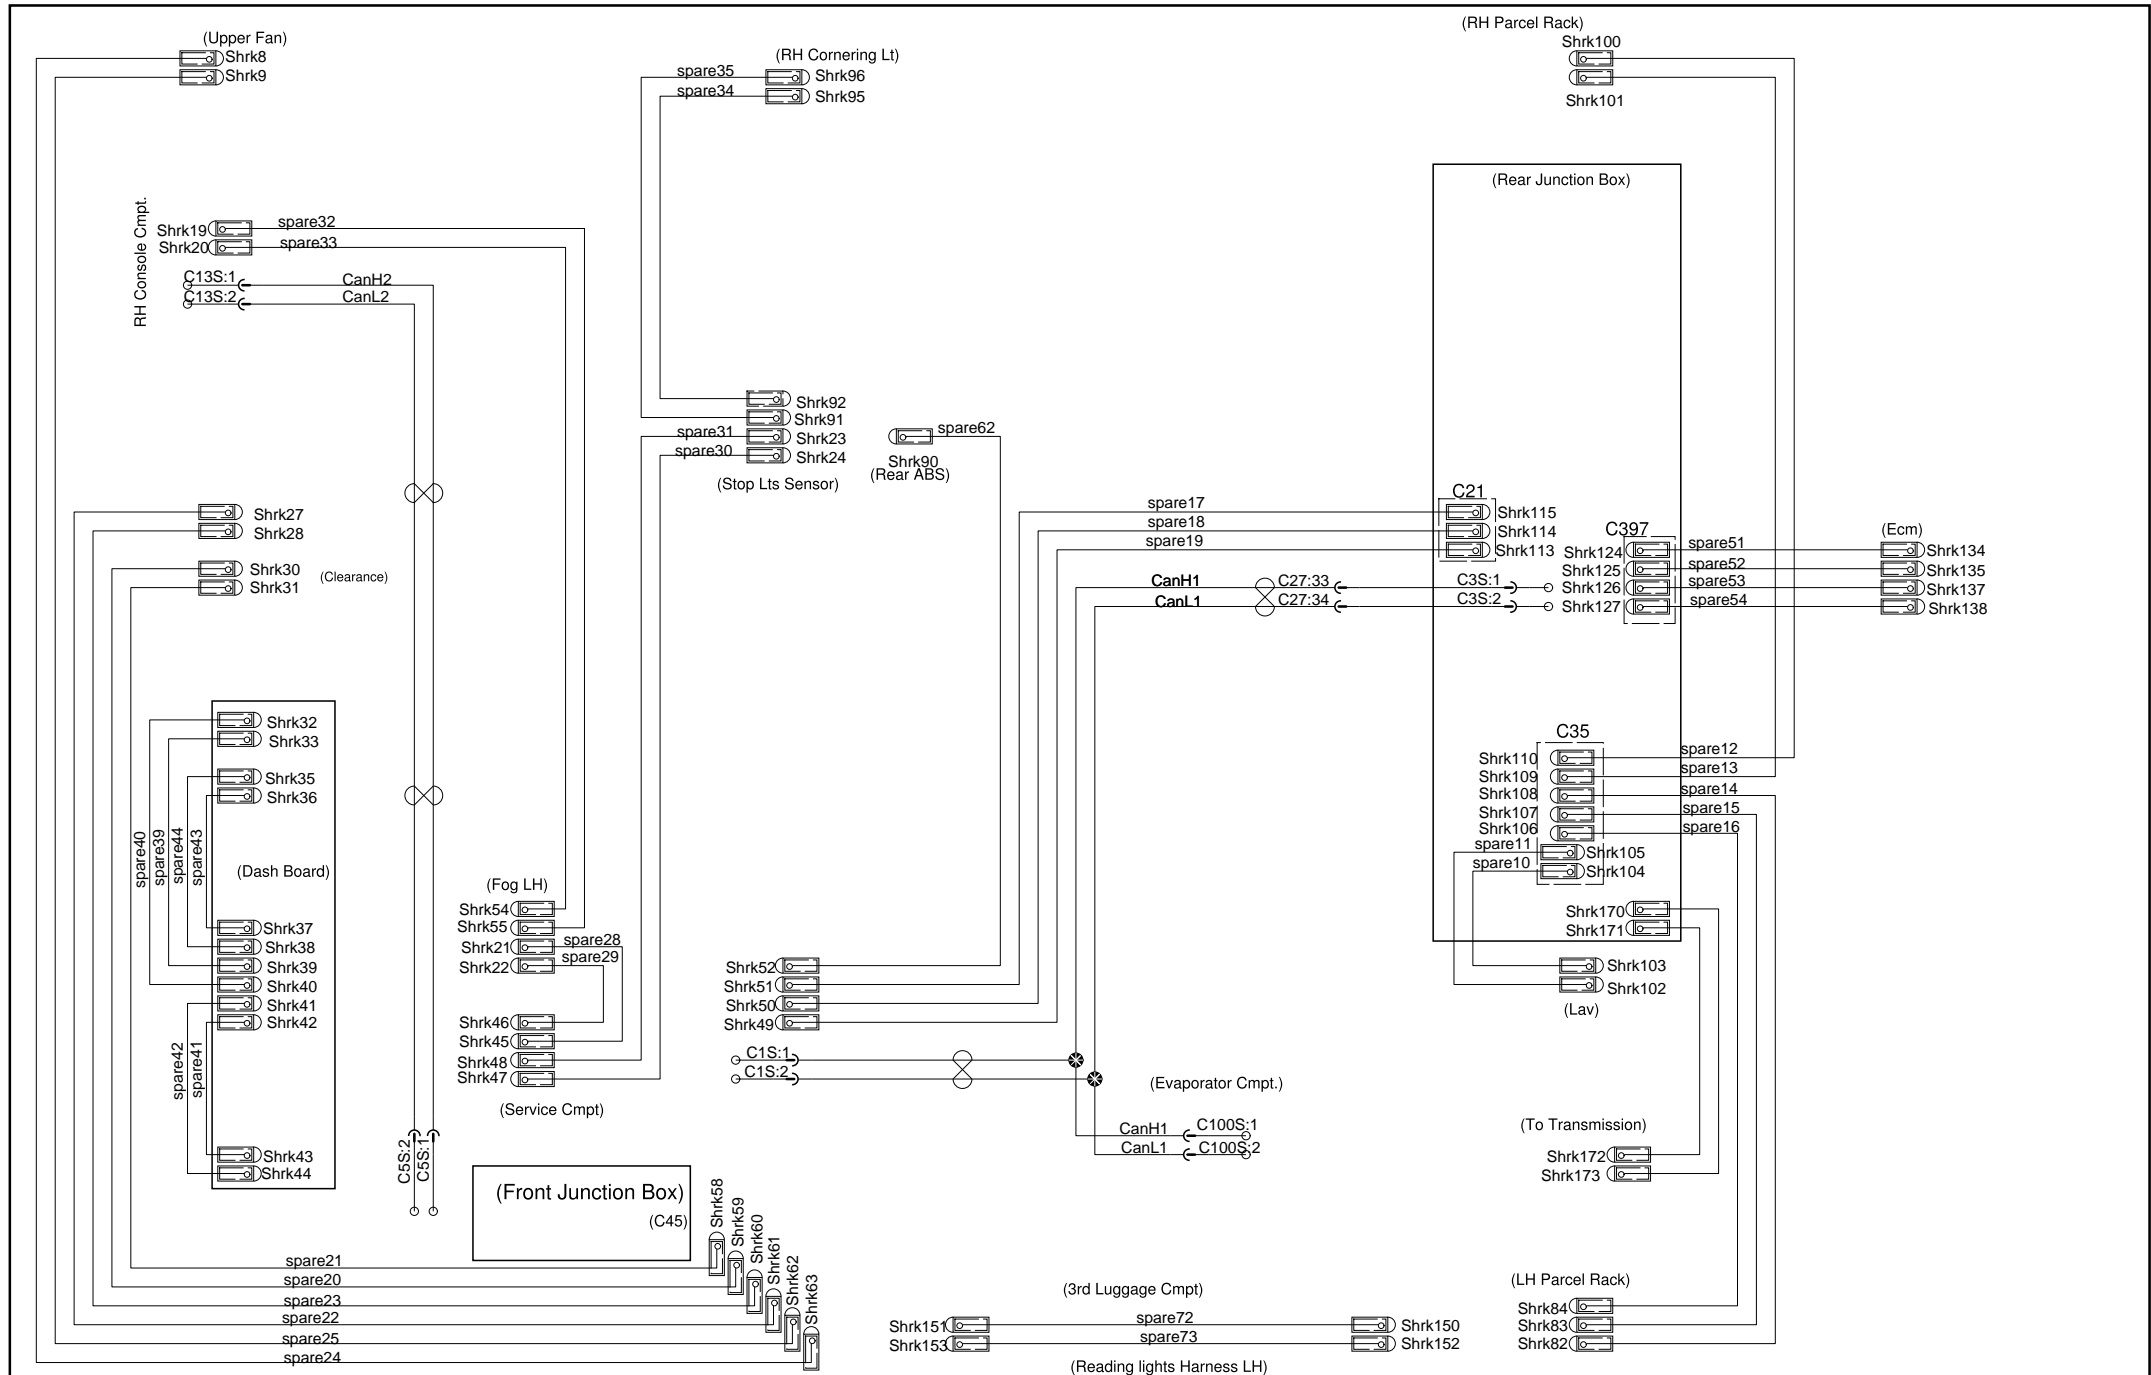 (Upper Fan)
Shrk8
Shrk9
(RH Cornering Lt)
spare35
Shrk96
spare34
Shrk95
(RH Parcel Rack)
Shrk100
Shrk101
(Rear Junction Box)
RH Console Cmpt.
Shrk19
spare32
Shrk20
spare33
C13S:1
CanH2
C13S:2
CanL2
Shrk92
Shrk91
spare31
Shrk23
spare30
Shrk24
(Stop Lts Sensor)
spare62
Shrk90
(Rear ABS)
Shrk27
Shrk28
Shrk30
Shrk31
(Clearance)
spare17
spare18
spare19
C21
Shrk115
Shrk114
Shrk113
C397
Shrk124
Shrk125
Shrk126
Shrk127
spare51
spare52
spare53
spare54
(Ecm)
Shrk134
Shrk135
Shrk137
Shrk138
CanH1
C27:33
C3S:1
CanL1
C27:34
C3S:2
Shrk32
Shrk33
Shrk35
Shrk36
spare40
spare39
spare44
spare43
(Dash Board)
Shrk37
Shrk38
Shrk39
Shrk40
Shrk41
Shrk42
spare42
spare41
Shrk43
Shrk44
C5S:2
C5S:1
(Fog LH)
Shrk54
Shrk55
Shrk21
spare28
Shrk22
spare29
Shrk46
Shrk45
Shrk48
Shrk47
(Service Cmpt)
Shrk52
Shrk51
Shrk50
Shrk49
C1S:1
C1S:2
(Evaporator Cmpt.)
CanH1
C100S:1
CanL1
C100S:2
C35
Shrk110
spare12
Shrk109
spare13
Shrk108
spare14
Shrk107
spare15
Shrk106
spare16
spare11
Shrk105
spare10
Shrk104
Shrk170
Shrk171
Shrk103
Shrk102
(Lav)
(To Transmission)
Shrk172
Shrk173
(Front Junction Box)
(C45)
Shrk58
Shrk59
Shrk60
Shrk61
Shrk62
Shrk63
spare21
spare20
spare23
spare22
spare25
spare24
(3rd Luggage Cmpt)
Shrk151
spare72
Shrk150
Shrk153
spare73
Shrk152
(Reading lights Harness LH)
(LH Parcel Rack)
Shrk84
Shrk83
Shrk82